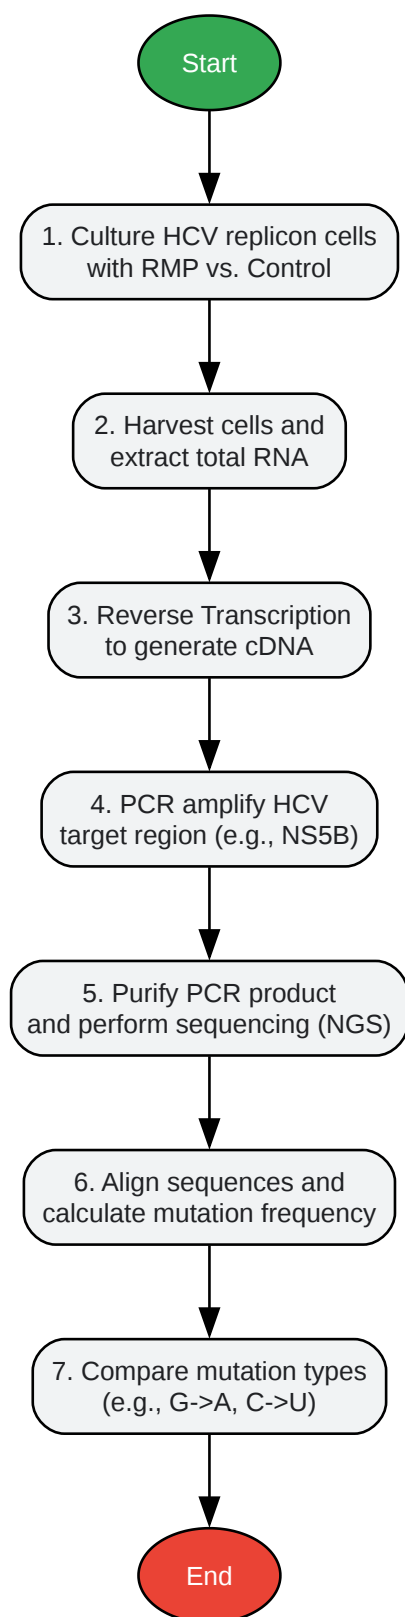 Start
1. Culture HCV replicon cells
with RMP vs. Control
2. Harvest cells and
extract total RNA
3. Reverse Transcription
to generate cDNA
4. PCR amplify HCV
target region (e.g., NS5B)
5. Purify PCR product
and perform sequencing (NGS)
6. Align sequences and
calculate mutation frequency
7. Compare mutation types
(e.g., G->A, C->U)
End